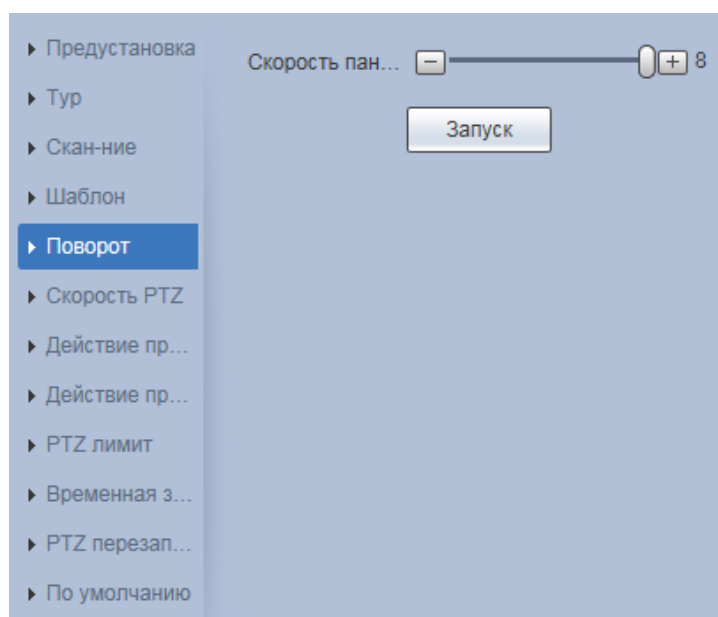 Предустановка
Тур
Скан-ние
Шаблон
Поворот
Скорость PTZ
Действие пр...
Действие пр...
PTZ лимит
Временная з...
PTZ перезап...
По умолчанию
Скорость пан... 8
Запуск